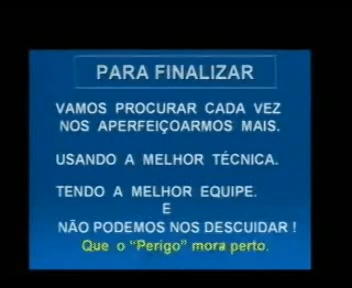 PARA FINALIZAR
VAMOS PROCURAR CADA VEZ
NOS APERFEIÇOARMOS MAIS.
USANDO A MELHOR TÉCNICA.
TENDO A MELHOR EQUIPE.
E
NÃO PODEMOS NOS DESCUIDAR !
Que o "Perigo" mora perto.